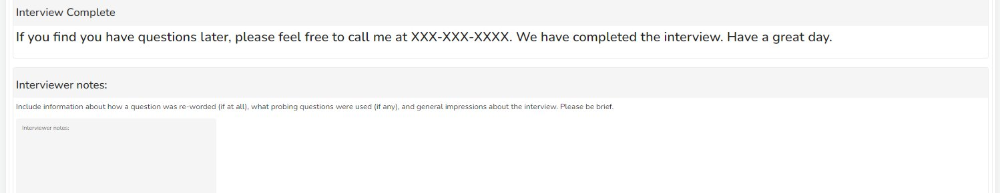 Interview Complete
If you find you have questions later, please feel free to call me at XXX-XXX-XXXX. We have completed the interview. Have a great day.
Interviewer notes:
Include information about how a question was re-worded (if at all), what probing questions were used (if any), and general impressions about the interview. Please be brief.
Interviewer notes: